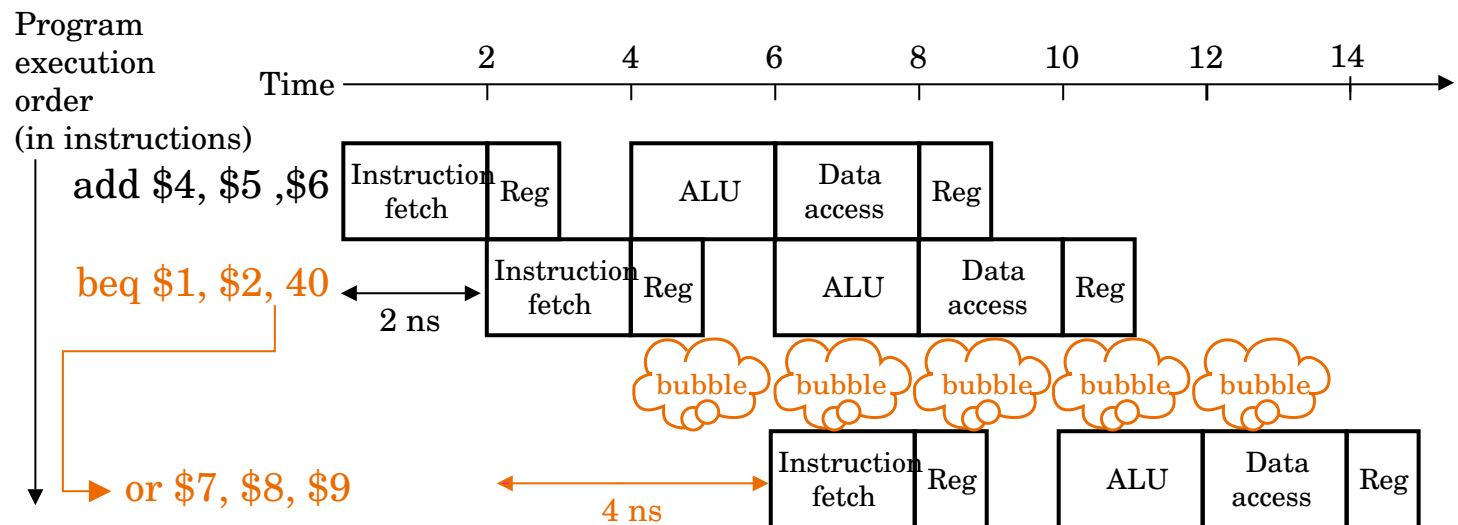 Program
execution
order
(in instructions)
Time
2 4 6 8 10 12 14
add $4, $5 ,$6
Instruction
fetch
Reg
ALU
Data
access
Reg
beq $1, $2, 40
2 ns
Instruction
fetch
Reg
ALU
Data
access
Reg
bubble bubble bubble bubble bubble
or $7, $8, $9
4 ns
Instruction
fetch
Reg
ALU
Data
access
Reg